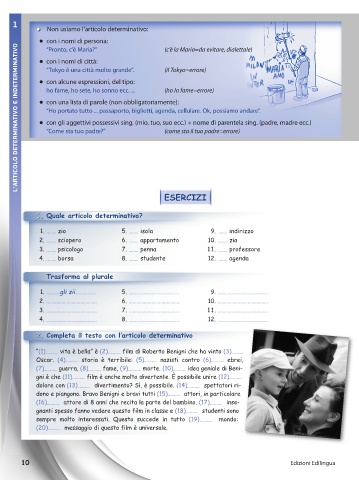 1
L'ARTICOLO DETERMINATIVO E INDETERMINATIVO
Non usiamo l'articolo determinativo:
con i nomi di persona:
"Pronto, c'è Maria?" (c'è la Maria=da evitare, dialettale)
con i nomi di città:
"Tokyo è una città molto grande". (il Tokyo=errore)
con alcune espressioni, del tipo:
ho fame, ho sete, ho sonno ecc. ... (ho la fame=errore)
con una lista di parole (non obbligatoriamente):
"Ho portato tutto ... passaporto, biglietti, agenda, cellulare. Ok, possiamo andare".
con gli aggettivi possessivi sing. (mio, tuo, suo ecc.) + nome di parentela sing. (padre, madre ecc.)
"Come sta tuo padre?" (come sta il tuo padre=errore)
ESERCIZI
Quale articolo determinativo?
1. ...... zio 5. ...... isola 9. ...... indirizzo
2. ...... sciopero 6. ...... appartamento 10. ...... zia
3. ...... psicologo 7. ...... penna 11. ...... professore
4. ...... borsa 8. ...... studente 12. ...... agenda
Trasforma al plurale
1. ...... gli zii ...... 5. ...... 9. ......
2. ...... 6. ...... 10. ......
3. ...... 7. ...... 11. ......
4. ...... 8. ...... 12. ......
Completa il testo con l'articolo determinativo
"(1)...... vita è bella" è (2)...... film di Roberto Benigni che ha vinto (3)......
Oscar. (4)...... storia è terribile: (5)...... nazisti contro (6)...... ebrei,
(7)...... guerra, (8)...... fame, (9)...... morte. (10)...... idea geniale di Beni-
gni è che (11)...... film è anche molto divertente. È possibile unire (12)......
dolore con (13)...... divertimento? Sì, è possibile. (14)...... spettatori ri-
dono e piangono. Bravo Benigni e bravi tutti (15)...... attori, in particolare
(16)...... attore di 8 anni che recita la parte del bambino. (17)...... inse-
gnanti spesso fanno vedere questo film in classe e (18)...... studenti sono
sempre molto interessati. Questo succede in tutto (19)...... mondo:
(20)...... messaggio di questo film è universale.
10
Edizioni Edilingua